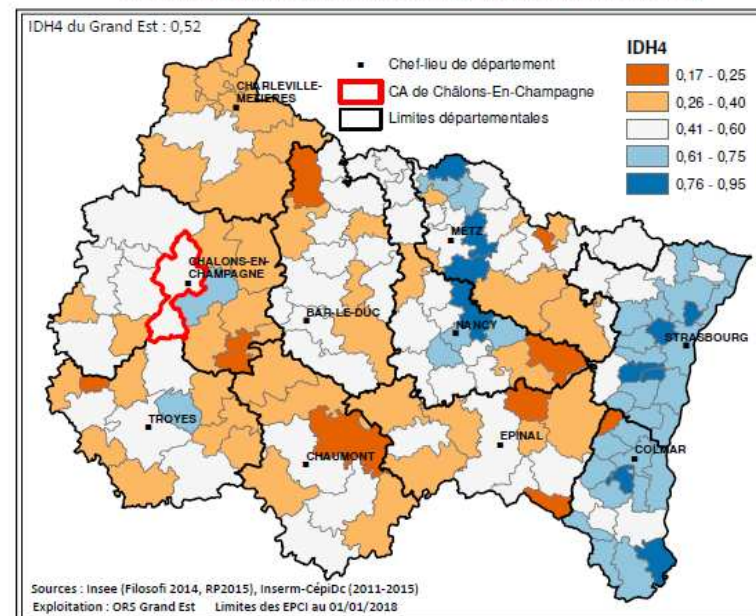 IDH4 du Grand Est : 0,52
IDH4
Chef-lieu de département
0,17 - 0,25
CA de Châlons-En-Champagne
0,26 - 0,40
Limites départementales
0,41 - 0,60
0,61 - 0,75
0,76 - 0,95
CHARLEVILLE-
MEZIERES
METZ
CHALONS-EN-
CHAMPAGNE
BAR-LE-DUC
NANCY
STRASBOURG
TROYES
EPINAL
COLMAR
CHAUMONT
Sources : Insee (Filosofi 2014, RP2015), Inserm-CépiDc (2011-2015)
Exploitation : ORS Grand Est Limites des EPCI au 01/01/2018